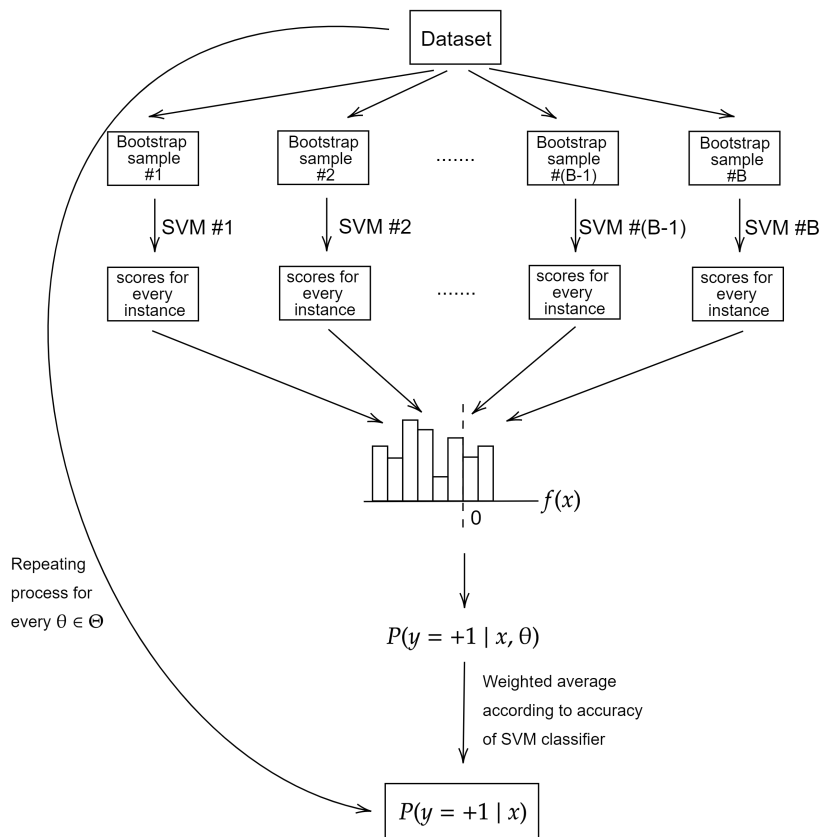 Dataset
Bootstrap
sample
#1
Bootstrap
sample
#2
.......
Bootstrap
sample
#(B-1)
Bootstrap
sample
#B
SVM #1
SVM #2
SVM #(B-1)
SVM #B
scores for
every
instance
scores for
every
instance
.......
scores for
every
instance
scores for
every
instance
f(x)
0
Repeating
process for
every θ ∈ Θ
P(y = +1 | x, θ)
Weighted average
according to accuracy
of SVM classifier
P(y = +1 | x)